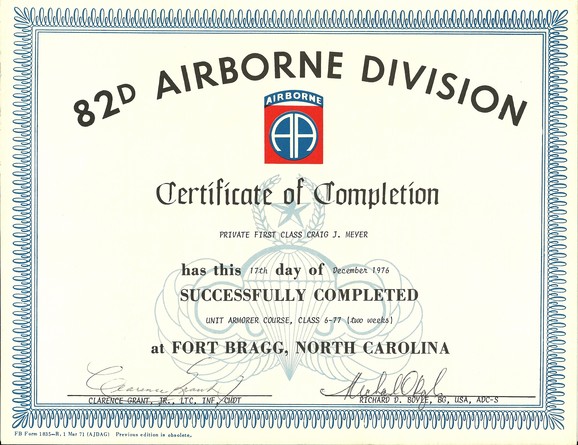 82D AIRBORNE DIVISION
AIRBORNE
AA
Certificate of Completion
PRIVATE FIRST CLASS CRAIG J. MEYER
has this 17th day of December 1976
SUCCESSFULLY COMPLETED
UNIT ARMORER COURSE, CLASS 6-77 (two weeks)
at FORT BRAGG, NORTH CAROLINA
CLARENCE GRANT, JR., LTC, INF, CHDT
RICHARD D. BOYLE, BG, USA, ADC-S
FB Form 1855-R, 1 Mar 71 (AJDAG) Previous edition is obsolete.